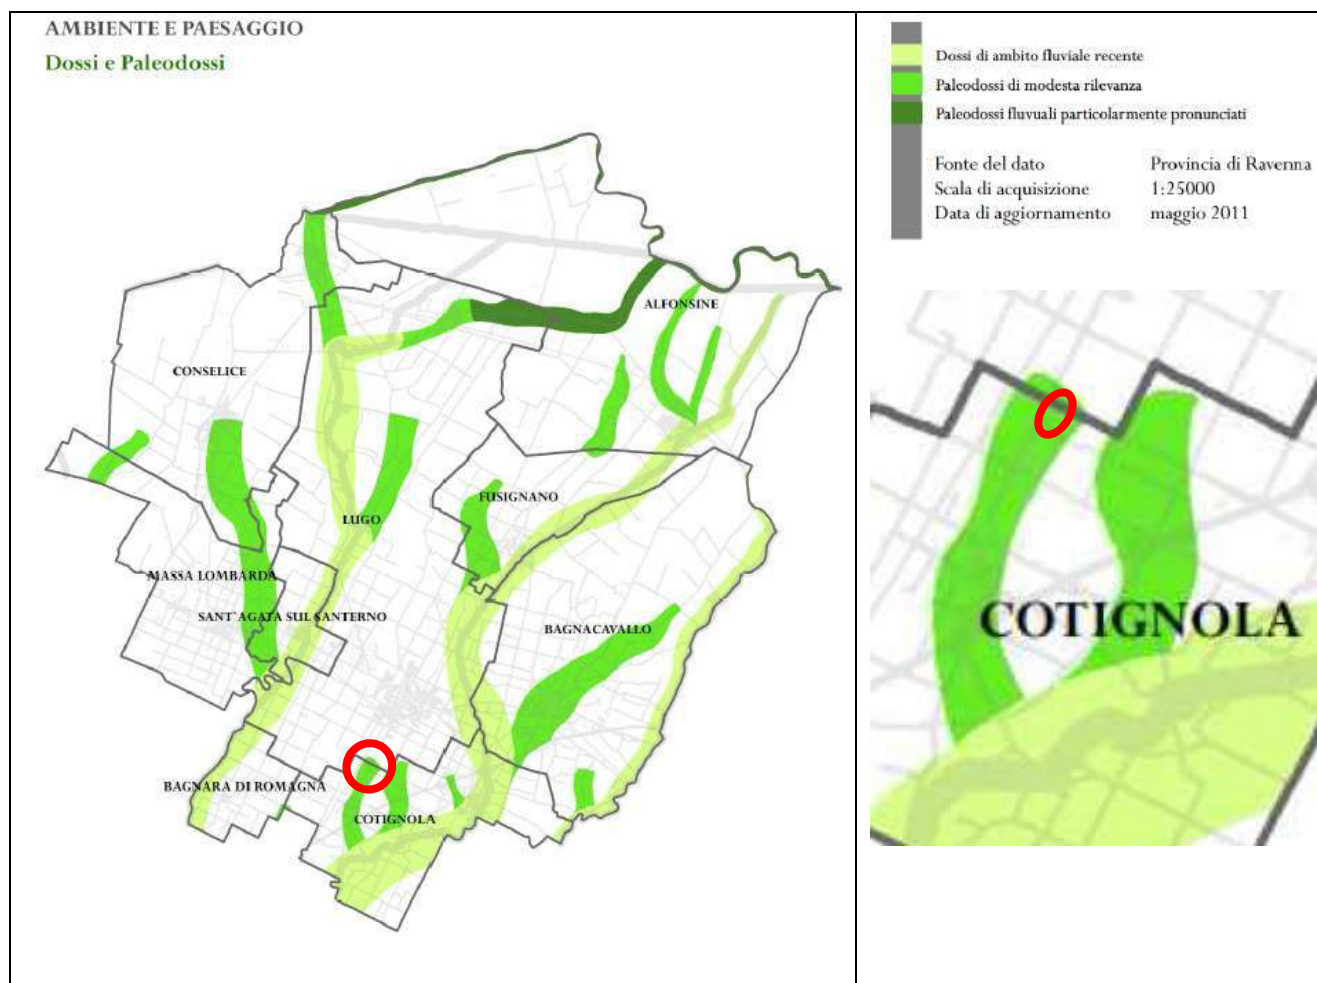 AMBIENTE E PAESAGGIO
Dossi e Paleodossi
ALFONSINE
CONSELICE
FUSIGNANO
LUGO
MASSA LOMBARDA
SANT'AGATA SUL SANTERNO
BAGNACAVALLO
BAGNARA DI ROMAGNA
COTIGNOLA
Dossi di ambito fluviale recente
Paleodossi di modesta rilevanza
Paleodossi fluvuali particolarmente pronunciati
Fonte del dato Provincia di Ravenna
Scala di acquisizione 1:25000
Data di aggiornamento maggio 2011
COTIGNOLA